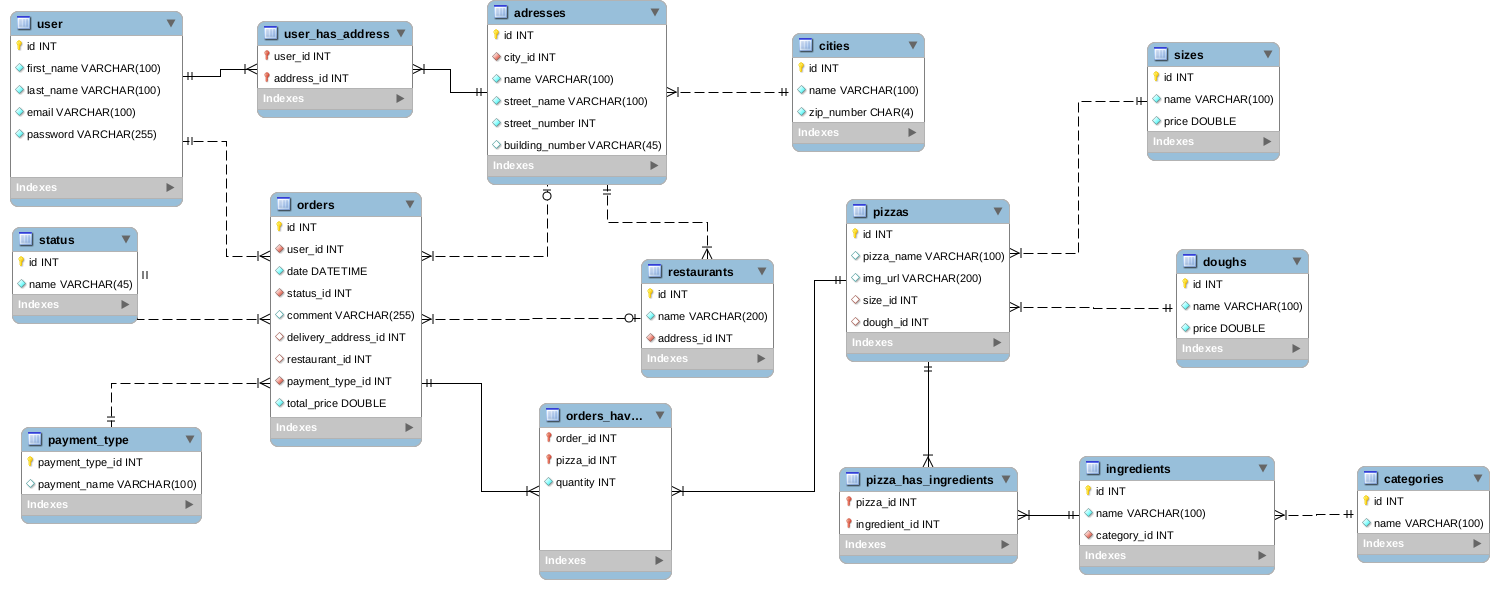 user
id INT
first_name VARCHAR(100)
last_name VARCHAR(100)
email VARCHAR(100)
password VARCHAR(255)
Indexes
user_has_address
user_id INT
address_id INT
Indexes
adresses
id INT
city_id INT
name VARCHAR(100)
street_name VARCHAR(100)
street_number INT
building_number VARCHAR(45)
Indexes
cities
id INT
name VARCHAR(100)
zip_number CHAR(4)
Indexes
sizes
id INT
name VARCHAR(100)
price DOUBLE
Indexes
status
id INT
name VARCHAR(45)
Indexes
orders
id INT
user_id INT
date DATETIME
status_id INT
comment VARCHAR(255)
delivery_address_id INT
restaurant_id INT
payment_type_id INT
total_price DOUBLE
Indexes
restaurants
id INT
name VARCHAR(200)
address_id INT
Indexes
pizzas
id INT
pizza_name VARCHAR(100)
img_url VARCHAR(200)
size_id INT
dough_id INT
Indexes
doughs
id INT
name VARCHAR(100)
price DOUBLE
Indexes
payment_type
payment_type_id INT
payment_name VARCHAR(100)
Indexes
orders_hav...
order_id INT
pizza_id INT
quantity INT
Indexes
pizza_has_ingredients
pizza_id INT
ingredient_id INT
Indexes
ingredients
id INT
name VARCHAR(100)
category_id INT
Indexes
categories
id INT
name VARCHAR(100)
Indexes